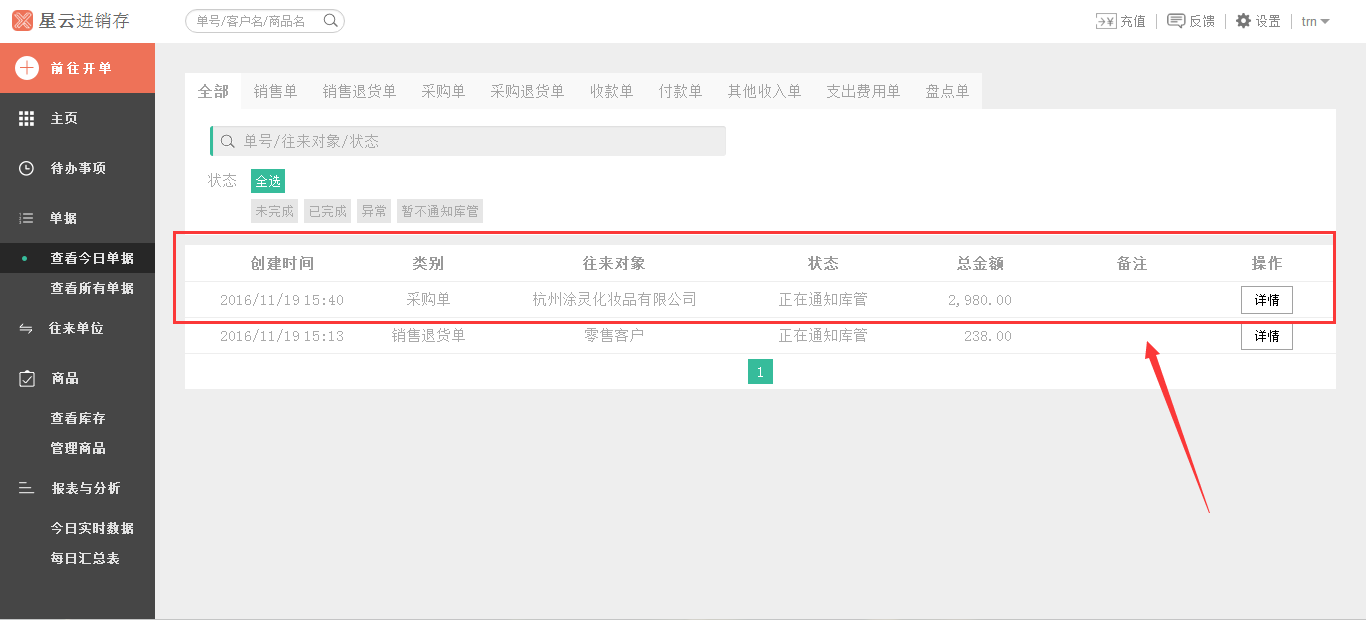 星云进销存
单号/客户名/商品名
充值
反馈
设置
trn
前往开单
主页
待办事项
单据
查看今日单据
查看所有单据
往来单位
商品
查看库存
管理商品
报表与分析
今日实时数据
每日汇总表
全部 销售单 销售退货单 采购单 采购退货单 收款单 付款单 其他收入单 支出费用单 盘点单
单号/往来对象/状态
状态 全选
未完成 已完成 异常 暂不通知库管
创建时间 类别 往来对象 状态 总金额 备注 操作
2016/11/19 15:40 采购单 杭州涂灵化妆品有限公司 正在通知库管 2,980.00 详情
2016/11/19 15:13 销售退货单 零售客户 正在通知库管 238.00 详情
1